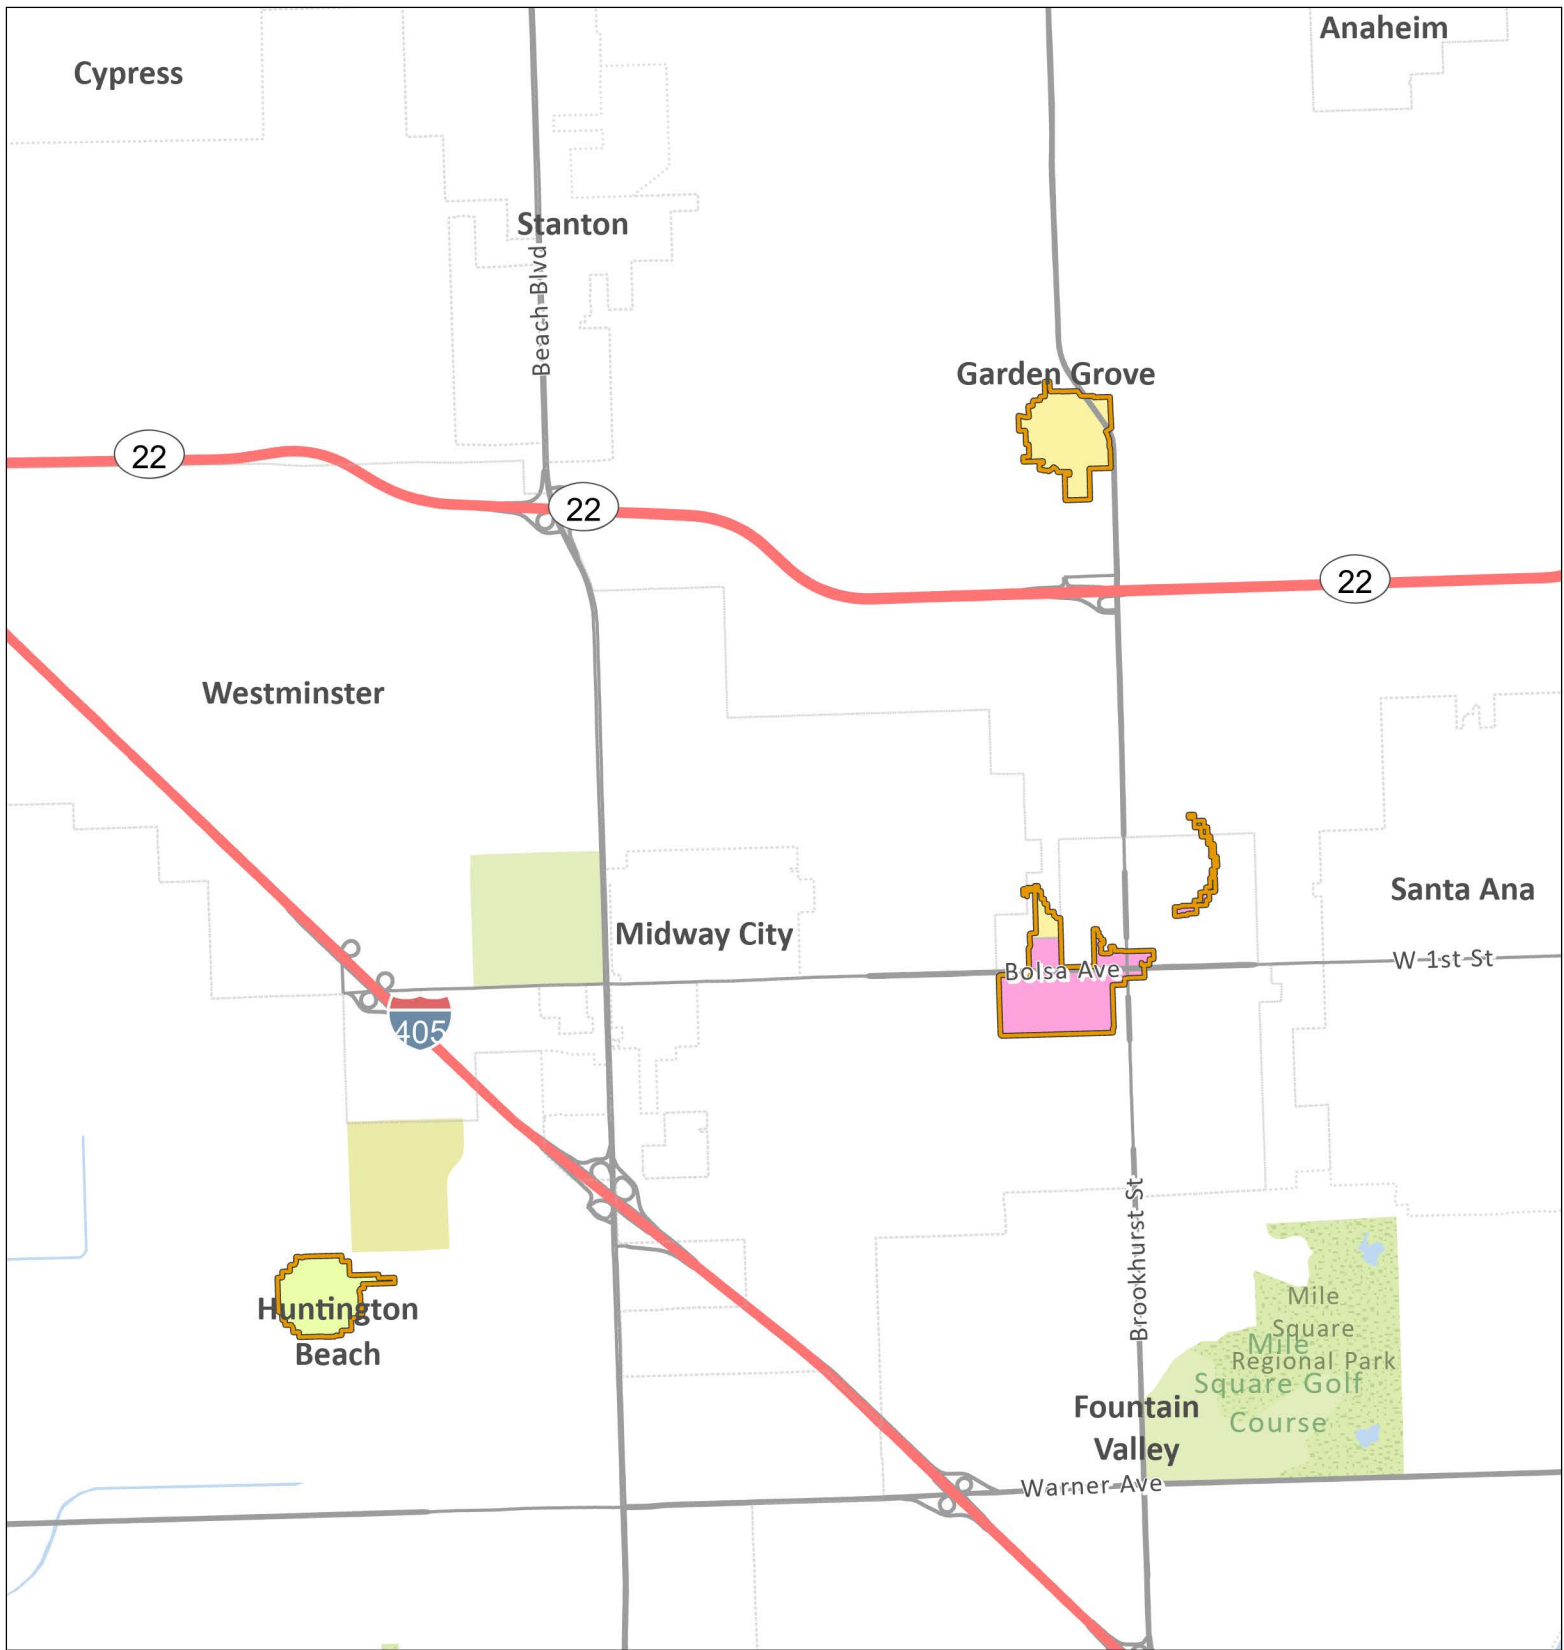 Anaheim
Cypress
Stanton
Beach Blvd
Garden Grove
22
22
22
Westminster
Santa Ana
Midway City
W 1st St
Bolsa Ave
405
Brookhurst St
Mile
Square
Regional Park
Mile
Square Golf
Course
Huntington
Beach
Fountain
Valley
Warner Ave